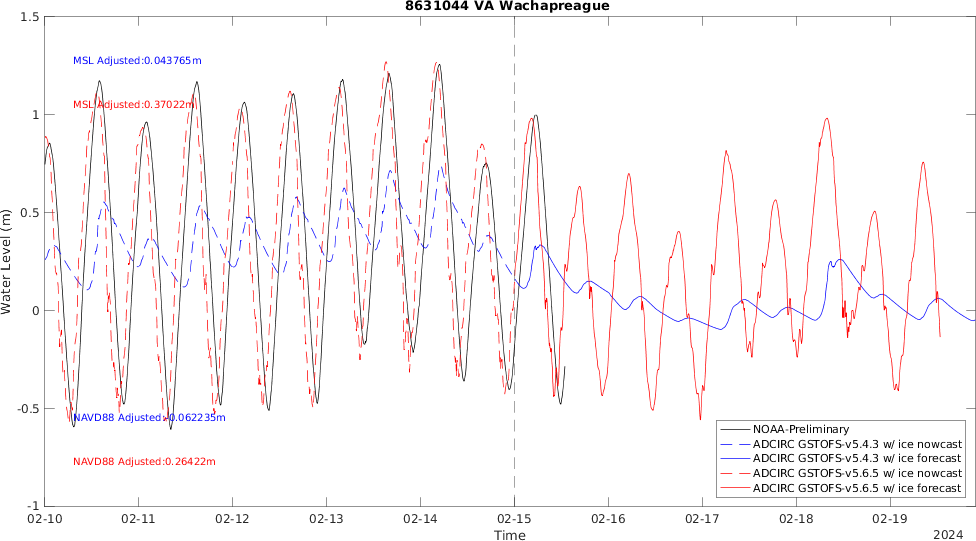 8631044 VA Wachapreague
1.5
1
0.5
0
-0.5
-1
Water Level (m)
MSL Adjusted:0.043765m
MSL Adjusted:0.37022m
NAVD88 Adjusted:-0.062235m
NAVD88 Adjusted:0.26422m
NOAA-Preliminary
ADCIRC GSTOFS-v5.4.3 w/ ice nowcast
ADCIRC GSTOFS-v5.4.3 w/ ice forecast
ADCIRC GSTOFS-v5.6.5 w/ ice nowcast
ADCIRC GSTOFS-v5.6.5 w/ ice forecast
02-10 02-11 02-12 02-13 02-14 02-15 02-16 02-17 02-18 02-19
Time
2024